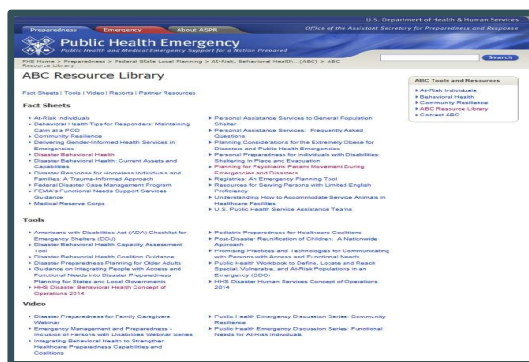 U.S. Department of Health & Human Services
Preparedness
Emergency
About ASPR
Office of the Assistant Secretary for Preparedness and Response
Public Health Emergency
Public Health and Medical Emergency Support for a Nation Prepared
PHE Home > Preparedness > Federal State Local Planning > At-Risk, Behavioral Health.. (ABC) > ABC
Resource Library
Search
ABC Resource Library
Fact Sheets | Tools | Video | Reports | Partner Resources
Fact Sheets
At-Risk Individuals
Behavioral Health Tips for Responders: Maintaining
Calm at a POD
Community Resilience
Delivering Gender-Informed Health Services in
Emergencies
Disaster Behavioral Health
Disaster Behavioral Health: Current Assets and
Capabilities
Disaster Response for Homeless Individuals and
Families: A Trauma-Informed Approach
Federal Disaster Case Management Program
FEMA's Functional Needs Support Services
Guidance
Medical Reserve Corps
Personal Assistance Services to General Population
Shelter
Personal Assistance Services: Frequently Asked
Questions
Planning Considerations for the Extremely Obese for
Disasters and Public Health Emergencies
Personal Preparedness for Individuals with Disabilities:
Sheltering in Place and Evacuation
Planning for Psychiatric Patient Movement During
Emergencies and Disasters
Registries: An Emergency Planning Tool
Resources for Serving Persons with Limited English
Proficiency
Understanding How to Accommodate Service Animals in
Healthcare Facilities
U.S. Public Health Service Assistance Teams
Tools
Americans with Disabilities Act (ADA) Checklist for
Emergency Shelters (DOJ)
Disaster Behavioral Health Capacity Assessment
Tool
Disaster Behavioral Health Coalition Guidance
Disaster Preparedness Planning for Older Adults
Guidance on Integrating People with Access and
Functional Needs into Disaster Preparedness
Planning for States and Local Governments
HHS Disaster Behavioral Health Concept of
Operations 2014
Pediatric Preparedness for Healthcare Coalitions
Post-Disaster Reunification of Children: A Nationwide
Approach
Promising Practices and Technologies for Communicating
with Persons with Access and Functional Needs
Public Health Workbook to Define, Locate and Reach
Special, Vulnerable, and At-Risk Populations in an
Emergency (CDC)
HHS Disaster Human Services Concept of Operations
2014
Video
Disaster Preparedness for Family Caregivers
Webinar
Emergency Management and Preparedness -
Inclusion of Persons with Disabilities Webinar Series
Integrating Behavioral Health to Strengthen
Healthcare Preparedness Capabilities and
Coalitions
Public Health Emergency Discussion Series: Community
Resilience
Public Health Emergency Discussion Series: Functional
Needs for At-Risk Individuals
ABC Tools and Resources
At-Risk Individuals
Behavioral Health
Community Resilience
ABC Resource Library
Contact ABC